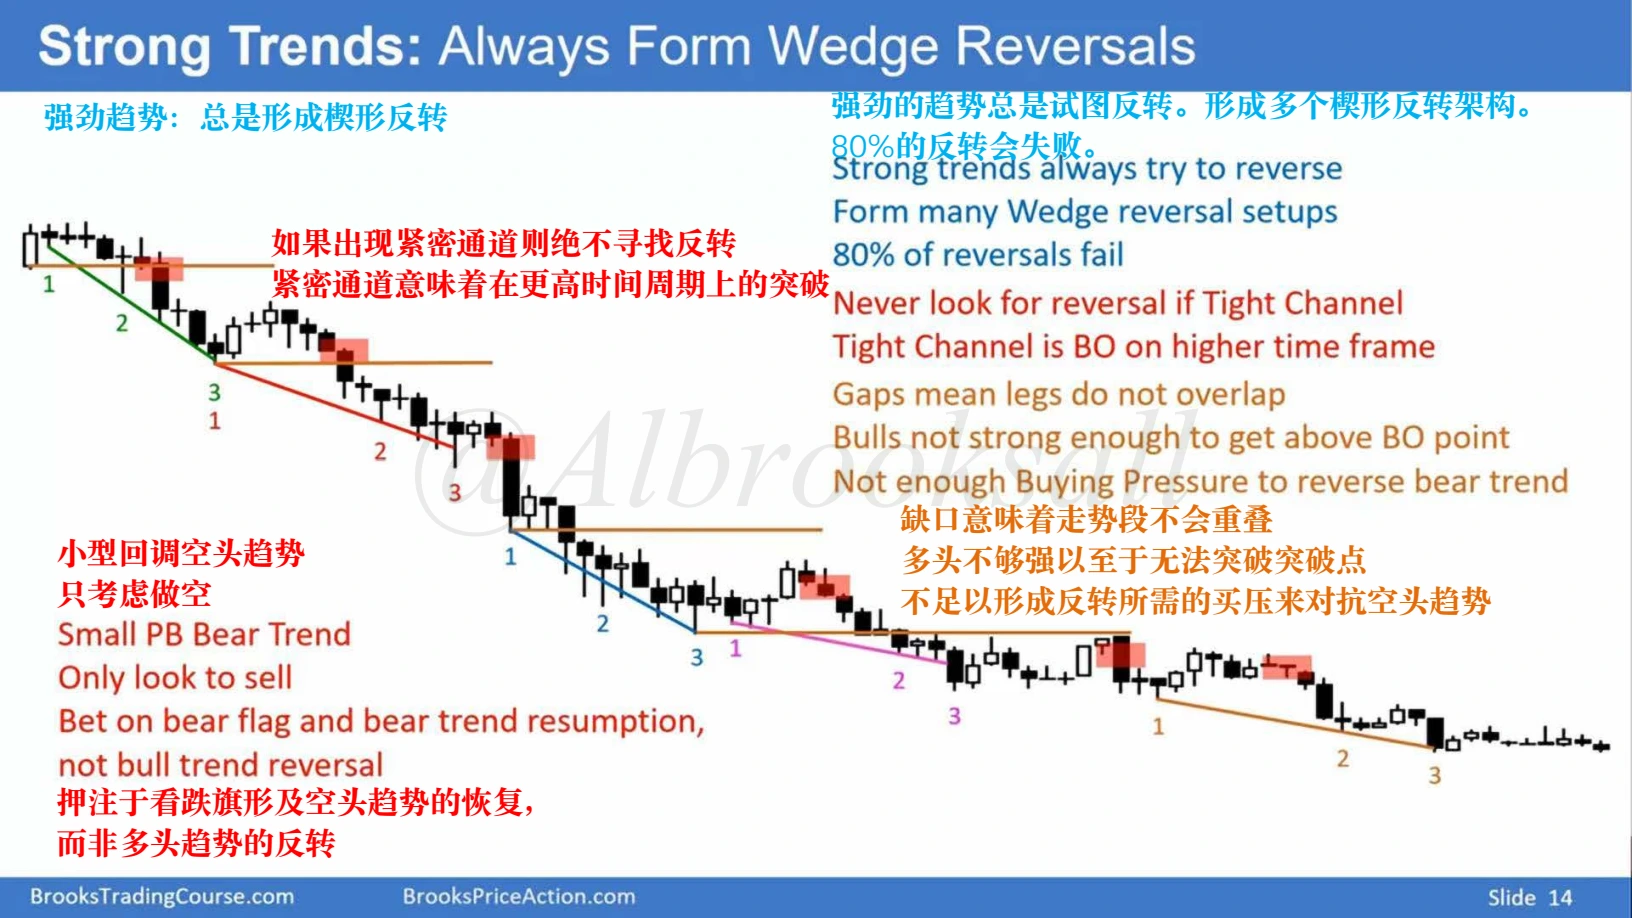 Strong Trends: Always Form Wedge Reversals
强劲趋势：总是形成楔形反转
强劲的趋势总是试图反转。形成多个楔形反转架构。
80%的反转会失败。
Strong trends always try to reverse
Form many Wedge reversal setups
80% of reversals fail
如果出现紧密通道则绝不寻找反转
紧密通道意味着在更高时间周期上的突破
Never look for reversal if Tight Channel
Tight Channel is BO on higher time frame
Gaps mean legs do not overlap
Bulls not strong enough to get above BO point
Not enough Buying Pressure to reverse bear trend
缺口意味着走势段不会重叠
多头不够强以至于无法突破突破点
不足以形成反转所需的买压来对抗空头趋势
1
2
3
1
2
3
1
2
3
1
2
3
1
2
3
@Albrooksall
小型回调空头趋势
只考虑做空
Small PB Bear Trend
Only look to sell
Bet on bear flag and bear trend resumption,
not bull trend reversal
押注于看跌旗形及空头趋势的恢复，
而非多头趋势的反转
BrooksTradingCourse.com
BrooksPriceAction.com
Slide 14